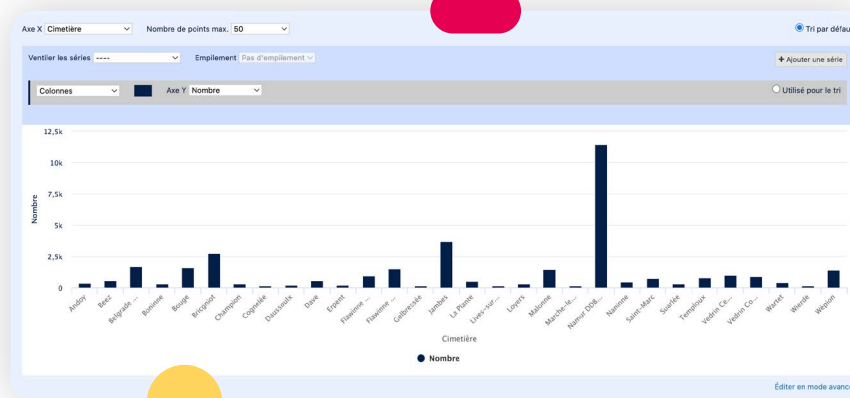 Axe X Cimetière Nombre de points max. 50 Tri par défau
Ventiler les séries ---- Empilement Pas d'empilement + Ajouter une série
Colonnes Axe Y Nombre Utilisé pour le tri
12,5k
10k
7,5k
5k
2,5k
0
Nombre
Andoy
Beez
Belgrade ...
Boninne
Bouge
Bricgniot
Champion
Cognelée
Daussoulx
Dave
Erpent
Flawinne ...
Flawinne ...
Gelbressée
Jambes
La Plante
Lives-sur...
Loyers
Malonne
Marche-le...
Namur DDB...
Naninne
Saint-Marc
Suarlée
Temploux
Vedrin Ce...
Vedrin Co...
Warnet
Wierde
Wépion
Cimetière
Nombre
Éditer en mode avanc